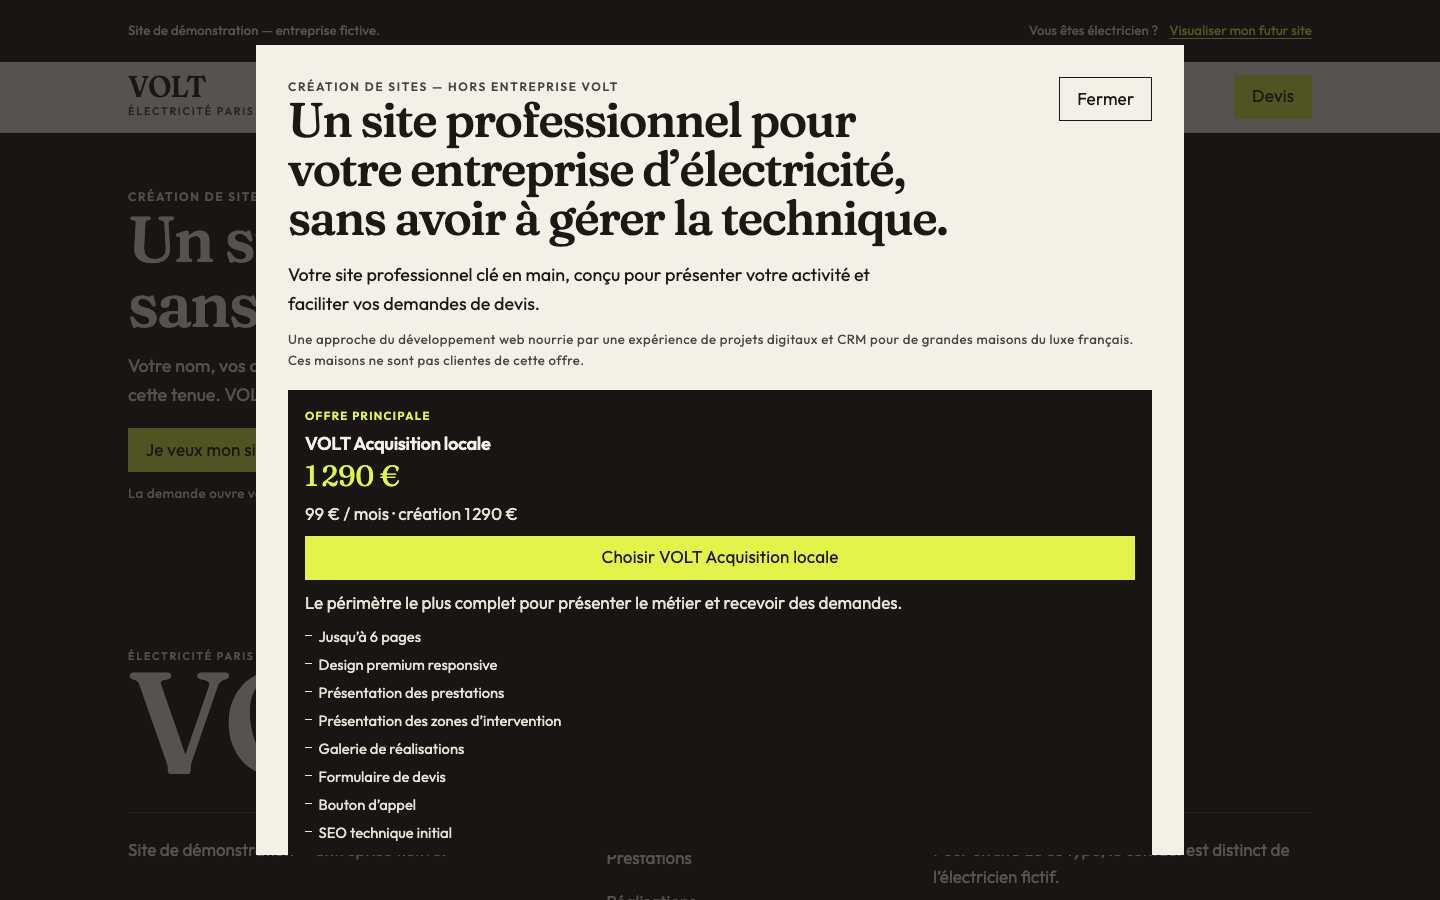 Site de démonstration — entreprise fictive.
Vous êtes électricien ? Visualiser mon futur site
VOLT
ÉLECTRICITÉ PARIS
Devis
CRÉATION DE SITE
Un s
sans
Votre nom, vos
cette tenue. VOL
Je veux mon si
La demande ouvre
ÉLECTRICITÉ PARIS
VO
CRÉATION DE SITES — HORS ENTREPRISE VOLT
Fermer
Un site professionnel pour
votre entreprise d’électricité,
sans avoir à gérer la technique.
Votre site professionnel clé en main, conçu pour présenter votre activité et
faciliter vos demandes de devis.
Une approche du développement web nourrie par une expérience de projets digitaux et CRM pour de grandes maisons du luxe français.
Ces maisons ne sont pas clientes de cette offre.
OFFRE PRINCIPALE
VOLT Acquisition locale
1 290 €
99 € / mois · création 1 290 €
Choisir VOLT Acquisition locale
Le périmètre le plus complet pour présenter le métier et recevoir des demandes.
– Jusqu’à 6 pages
– Design premium responsive
– Présentation des prestations
– Présentation des zones d’intervention
– Galerie de réalisations
– Formulaire de devis
– Bouton d’appel
– SEO technique initial
Site de démonstr
Prestations
est distinct de
l’électricien fictif.
Réalisations